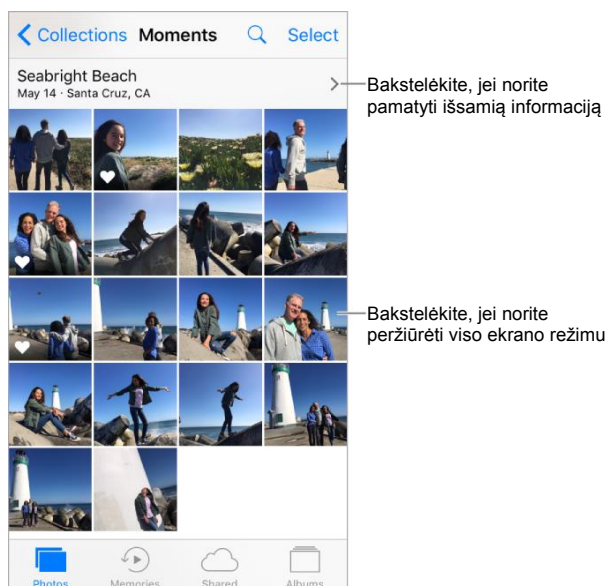 Collections Moments Select
Seabright Beach
May 14 · Santa Cruz, CA
Bakstelėkite, jei norite
pamatyti išsamią informaciją
Bakstelėkite, jei norite
peržiūrėti viso ekrano režimu
Photos Memories Shared Albums